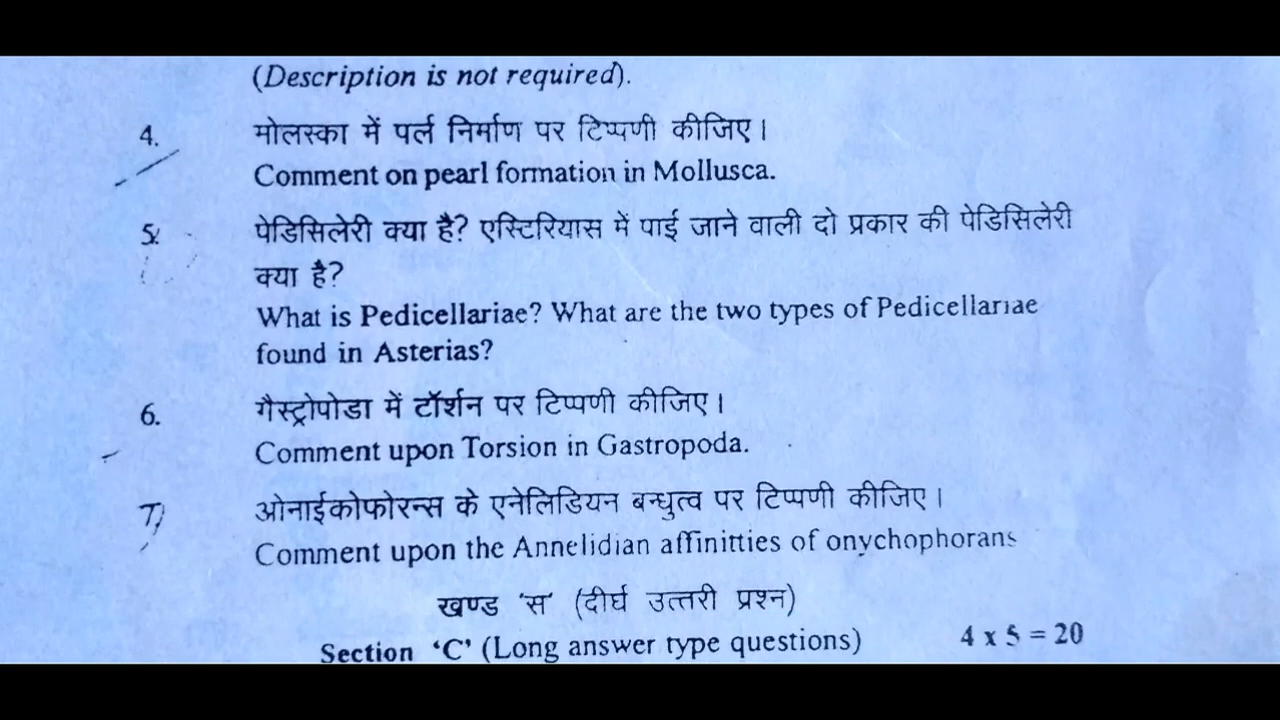 (Description is not required).
4. मोलस्का में पर्ल निर्माण पर टिप्पणी कीजिए।
Comment on pearl formation in Mollusca.
5. पेडिसिलेरी क्या है? एस्टिरियास में पाई जाने वाली दो प्रकार की पेडिसिलेरी
क्या है?
What is Pedicellariae? What are the two types of Pedicellariae
found in Asterias?
6. गैस्ट्रोपोडा में टॉर्शन पर टिप्पणी कीजिए।
Comment upon Torsion in Gastropoda.
7. ओनाईकोफोरन्स के एनेलिडियन बन्धुत्व पर टिप्पणी कीजिए।
Comment upon the Annelidian affinitties of onychophorans
खण्ड 'स' (दीर्घ उत्तरी प्रश्न)
Section 'C' (Long answer type questions) 4 x 5 = 20